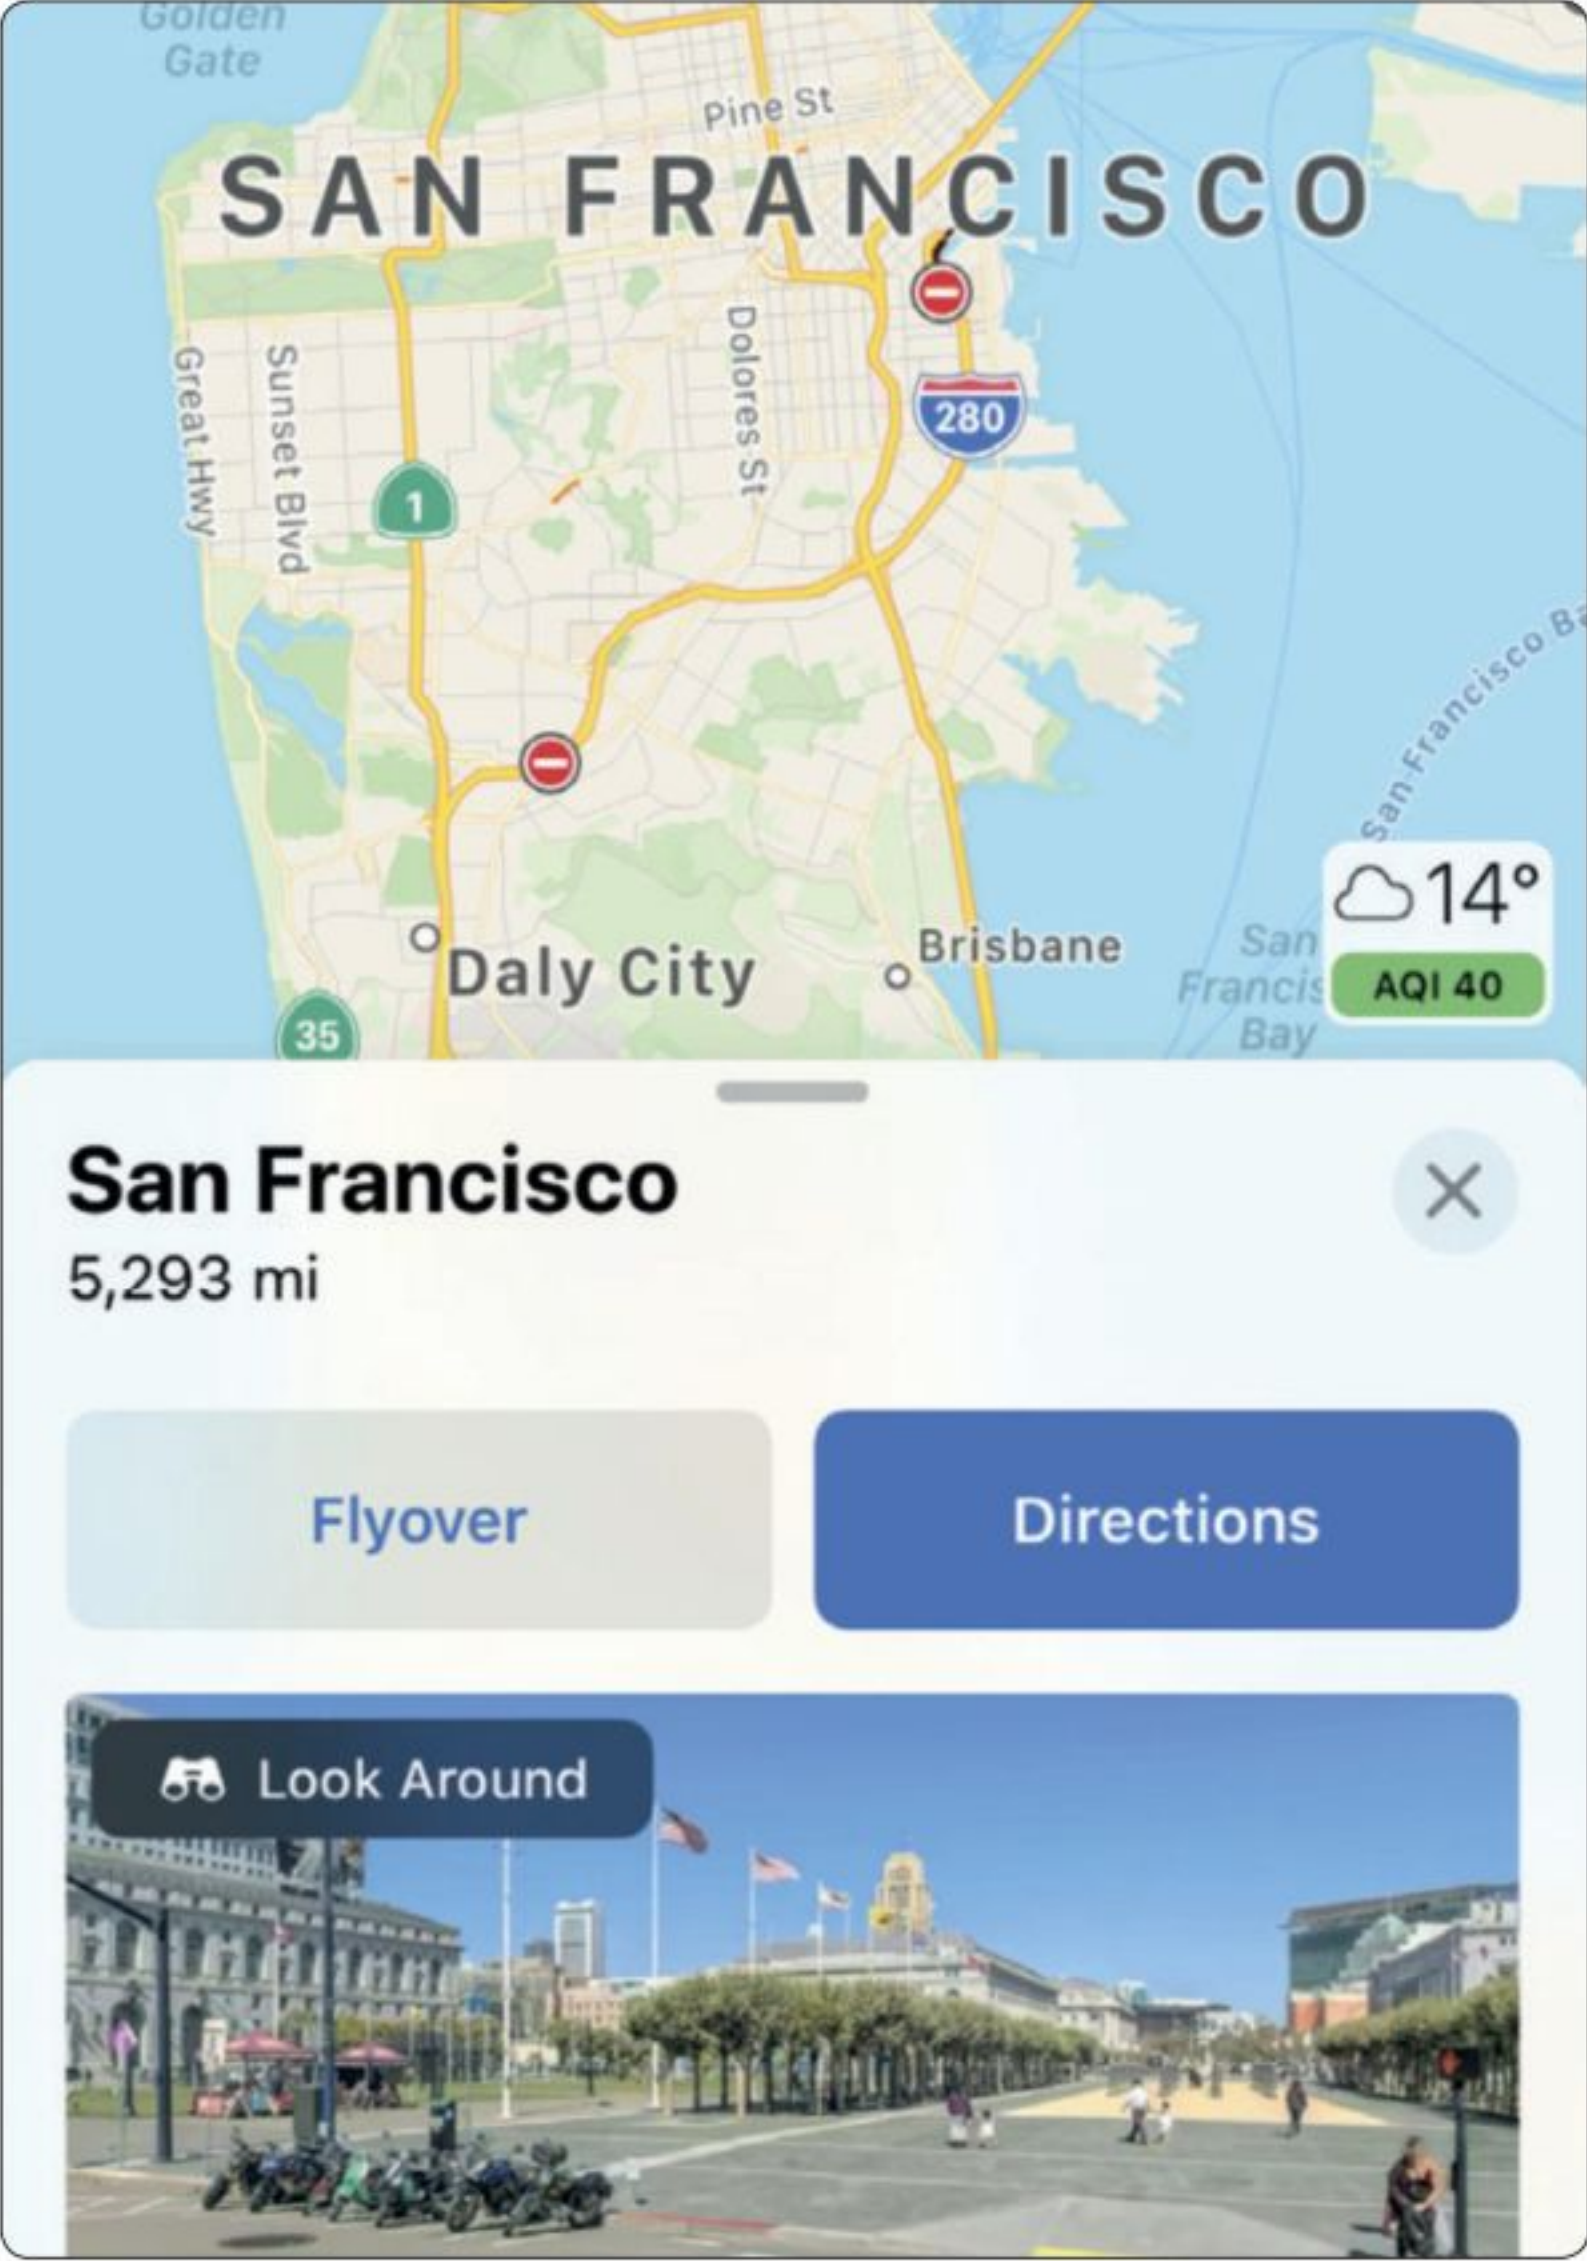 Golden
Gate
Pine St
SAN FRANCISCO
Great Hwy
Sunset Blvd
Dolores St
280
1
San Francisco Ba
14°
Daly City
Brisbane
San
Francis
Bay
AQI 40
35
San Francisco
5,293 mi
Flyover
Directions
Look Around